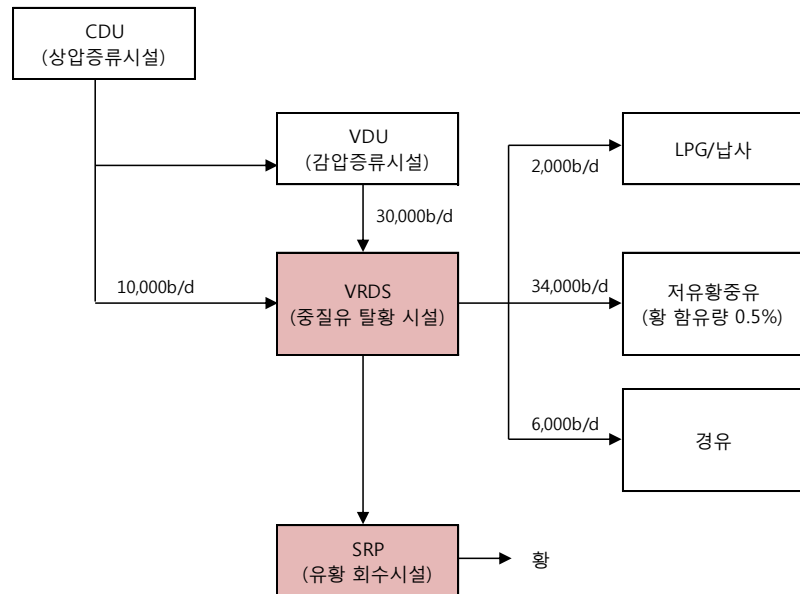 CDU
(상압증류시설)
VDU
(감압증류시설)
LPG/납사
2,000b/d
30,000b/d
10,000b/d
VRDS
(중질유 탈황 시설)
34,000b/d
저유황중유
(황 함유량 0.5%)
6,000b/d
경유
SRP
(유황 회수시설)
황